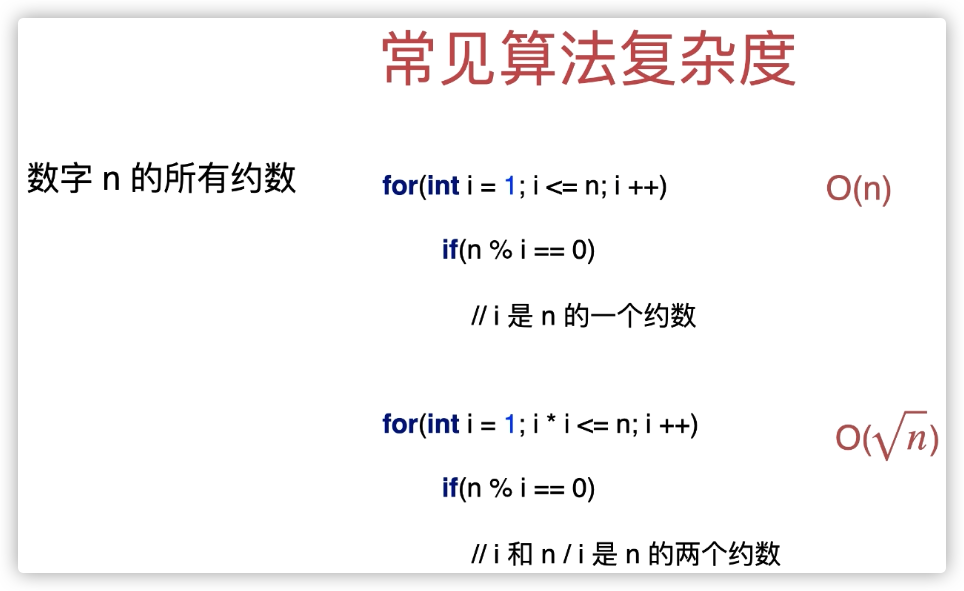 常见算法复杂度
数字 n 的所有约数
for(int i = 1; i <= n; i ++)
O(n)
if(n % i == 0)
// i 是 n 的一个约数
for(int i = 1; i * i <= n; i ++)
O(√n)
if(n % i == 0)
// i 和 n / i 是 n 的两个约数